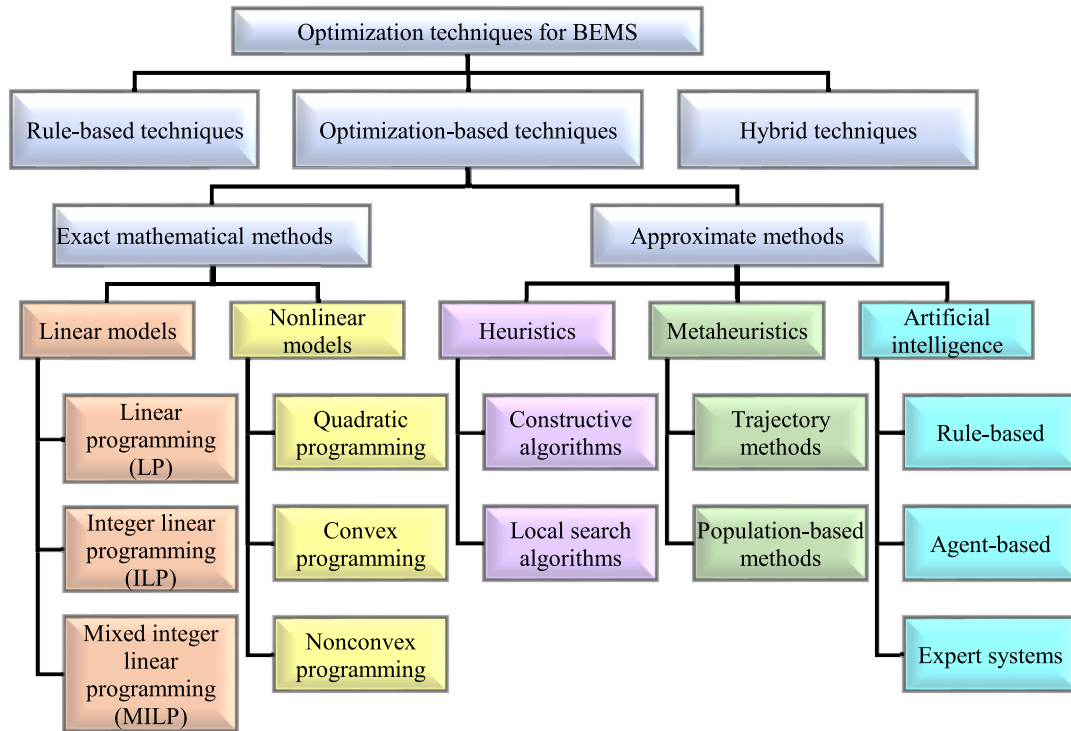 Optimization techniques for BEMS
Rule-based techniques
Optimization-based techniques
Hybrid techniques
Exact mathematical methods
Approximate methods
Linear models
Nonlinear
models
Heuristics
Metaheuristics
Artificial
intelligence
Linear
programming
(LP)
Quadratic
programming
Constructive
algorithms
Trajectory
methods
Rule-based
Integer linear
programming
(ILP)
Convex
programming
Local search
algorithms
Population-based
methods
Agent-based
Mixed integer
linear
programming
(MILP)
Nonconvex
programming
Expert systems